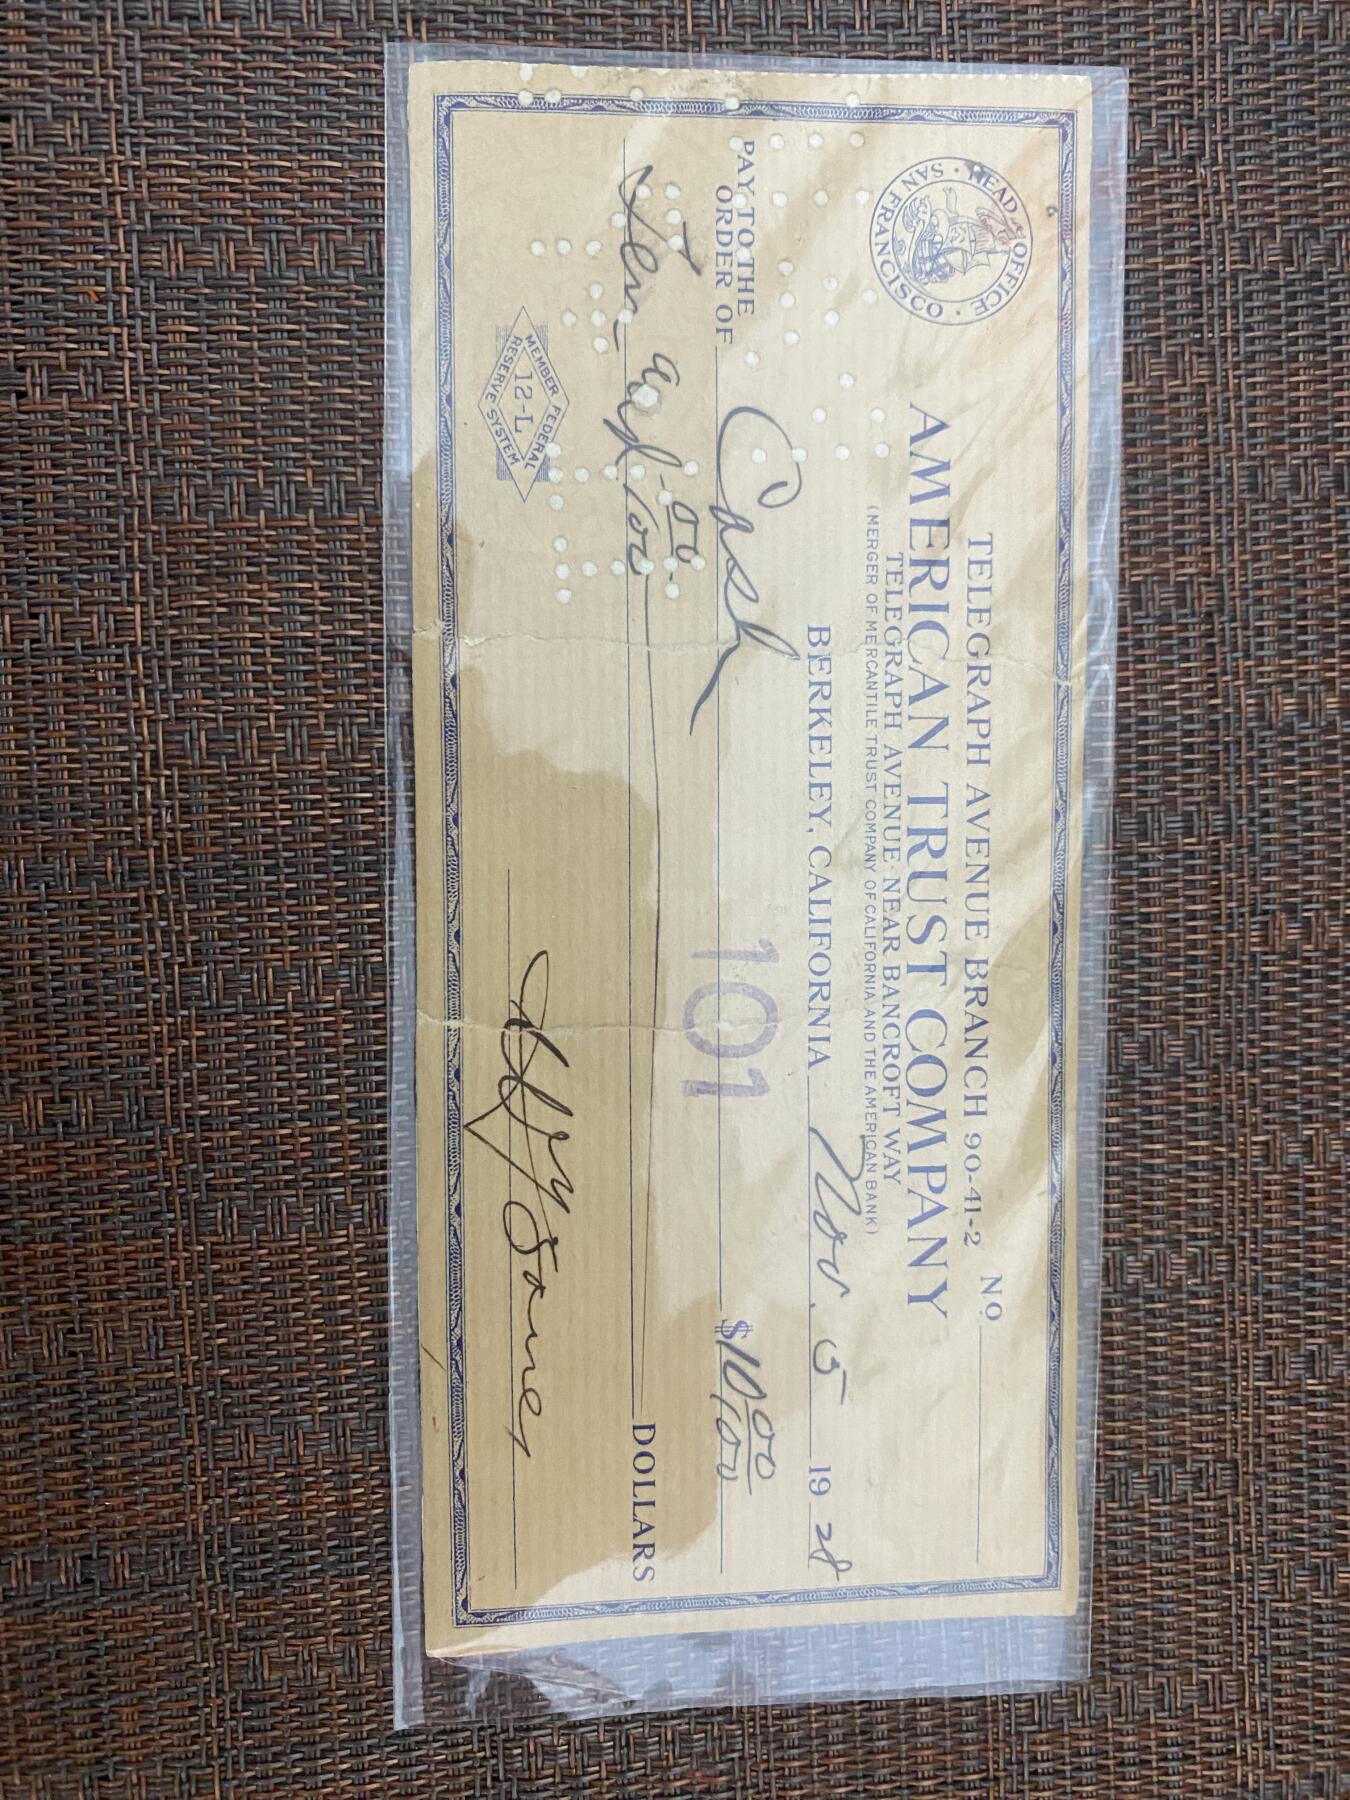 HEAD OFFICE · SAN FRANCISCO ·
TELEGRAPH AVENUE BRANCH 90-41-2 NO
AMERICAN TRUST COMPANY
TELEGRAPH AVENUE NEAR BANCROFT WAY
(MERGER OF MERCANTILE TRUST COMPANY OF CALIFORNIA AND THE AMERICAN BANK)
BERKELEY, CALIFORNIA Nov. 5 1928
101
PAY TO THE
ORDER OF Cash $10 00/100
Ten and 00/100 DOLLARS
MEMBER FEDERAL
12-L
RESERVE SYSTEM